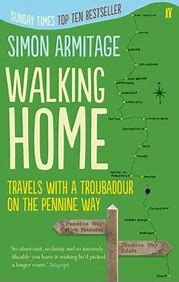 SUNDAY TIMES TOP TEN BESTSELLER
ff
SIMON ARMITAGE
WALKING
HOME
TRAVELS WITH A TROUBADOUR
ON THE PENNINE WAY
Pennine Way
Kirk Yetholm
Pennine Way
Edale
'So observant, so funny and so intensely
likeable you leave it wishing he'd picked
a longer route.' Telegraph